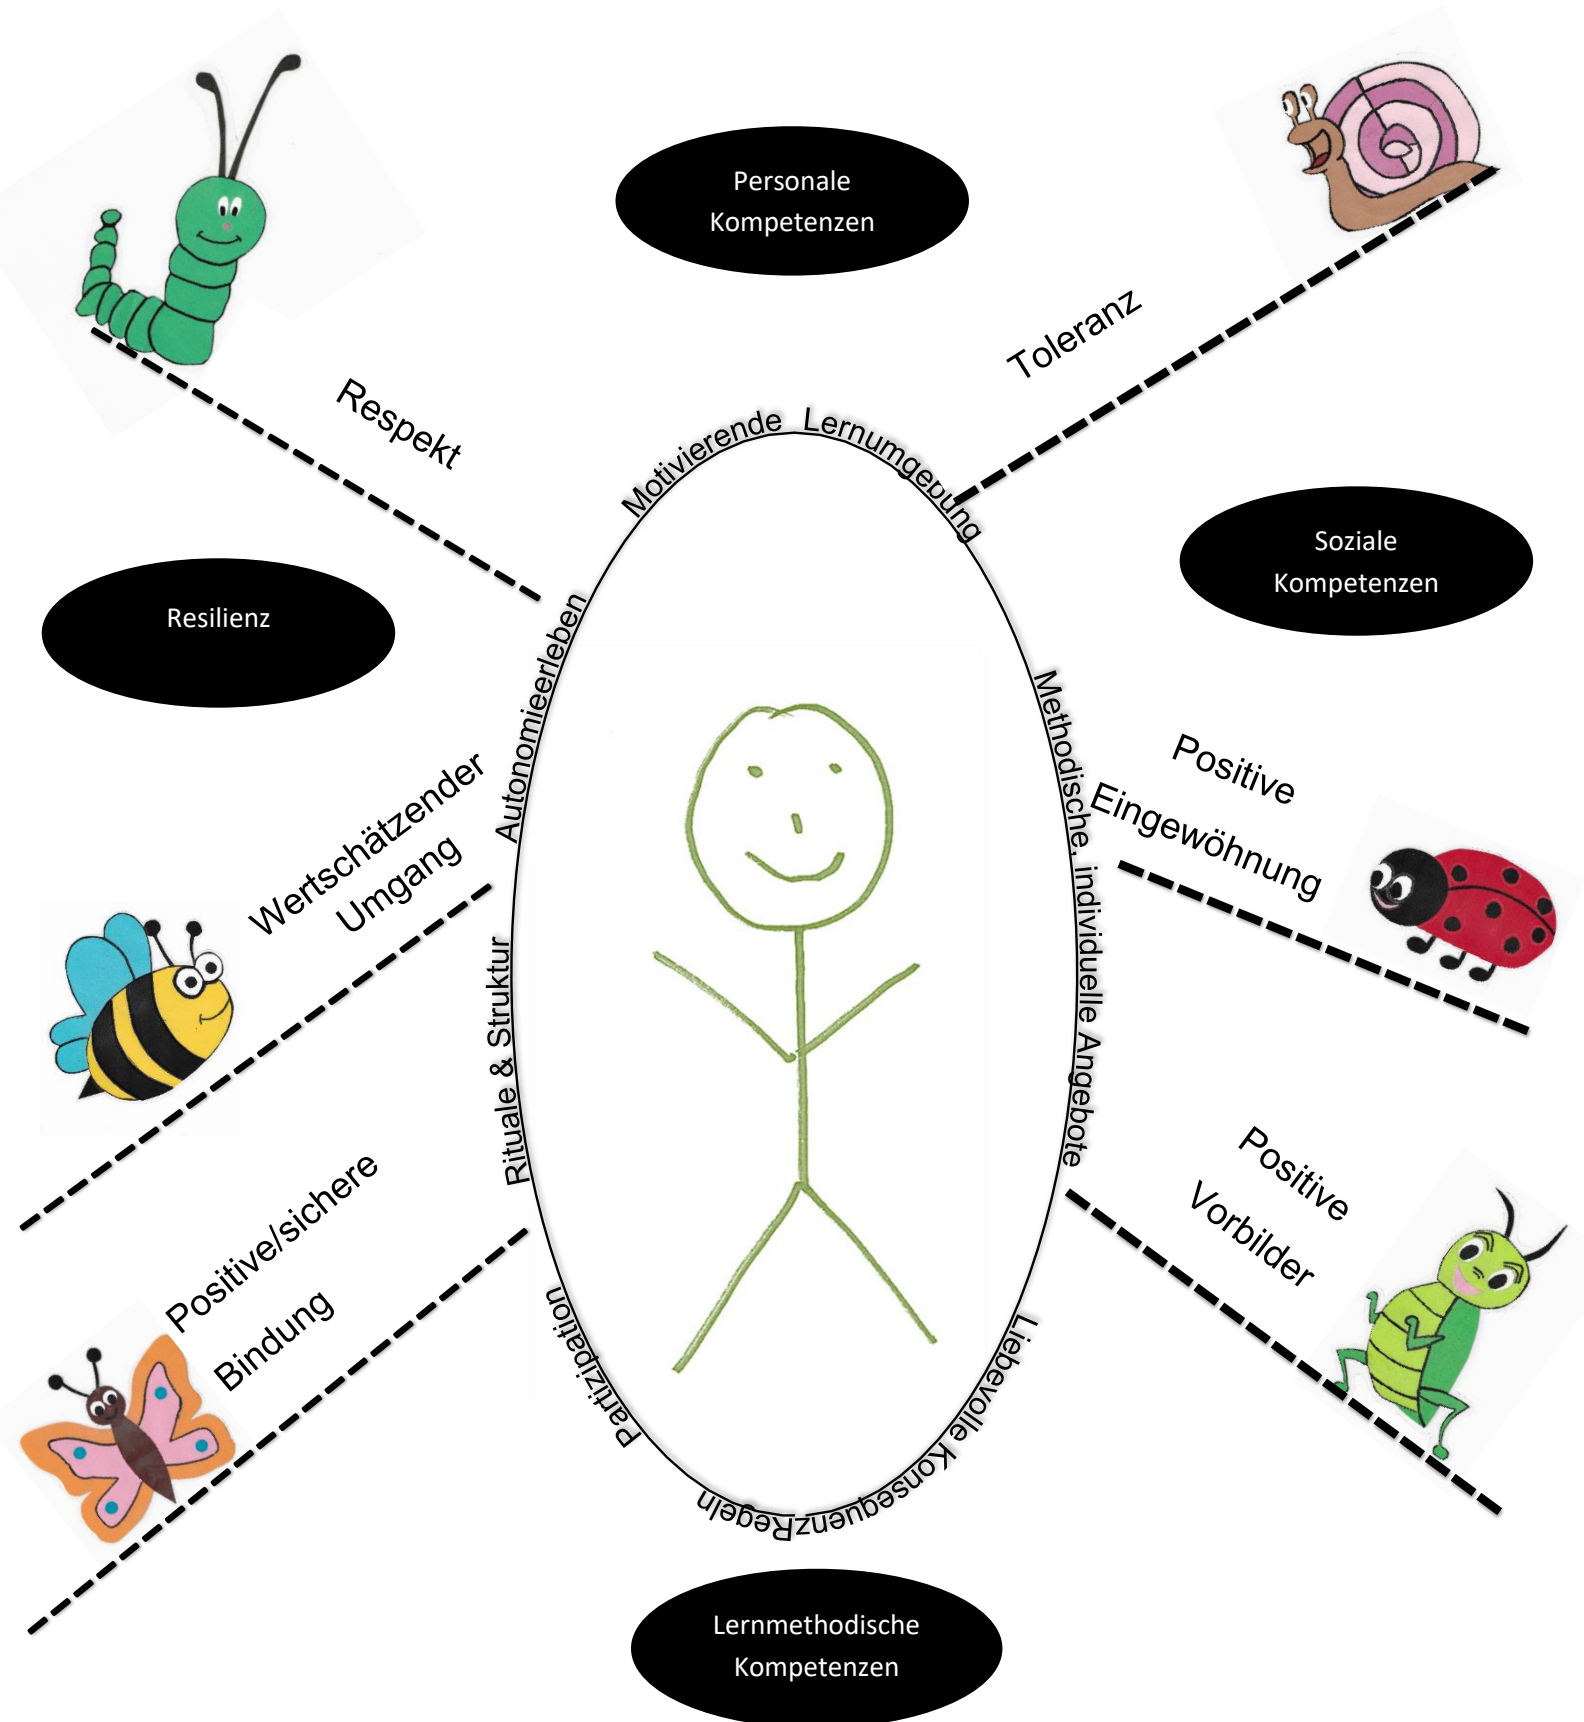 Personale
Kompetenzen
Toleranz
Respekt
Motivierende Lernumgebung
Soziale
Kompetenzen
Resilienz
Autonomieerleben
Methodische, individuelle Angebote
Positive
Eingewöhnung
Wertschätzender
Umgang
Rituale & Struktur
Positive
Vorbilder
Positive/sichere
Bindung
Partizipation
Liebevolle Konsequenz
Regeln
Lernmethodische
Kompetenzen